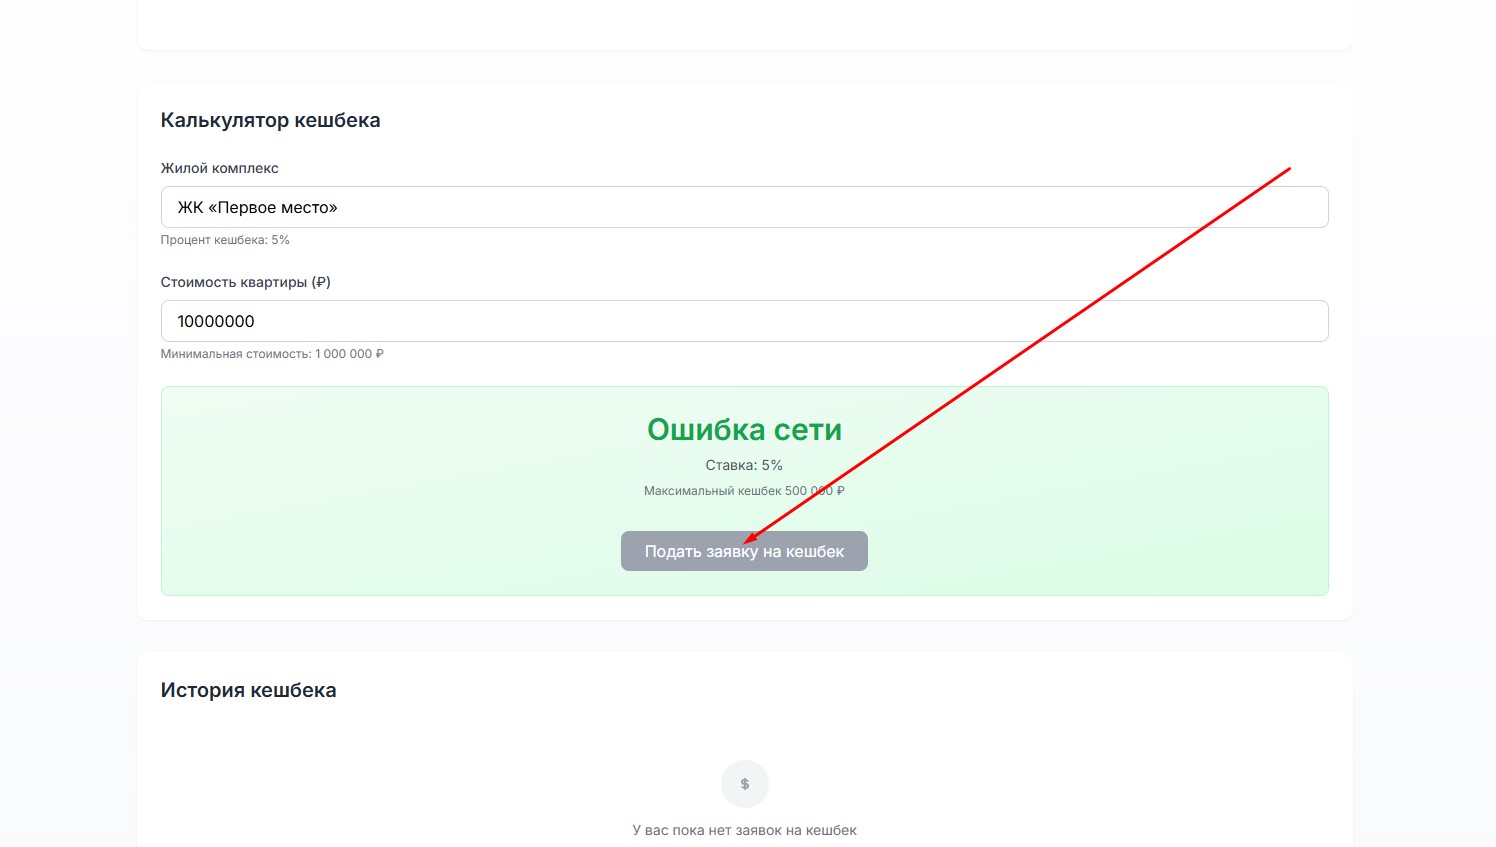 Калькулятор кешбека
Жилой комплекс
ЖК «Первое место»
Процент кешбека: 5%
Стоимость квартиры (₽)
10000000
Минимальная стоимость: 1 000 000 ₽
Ошибка сети
Ставка: 5%
Максимальный кешбек 500 000 ₽
Подать заявку на кешбек
История кешбека
$
У вас пока нет заявок на кешбек